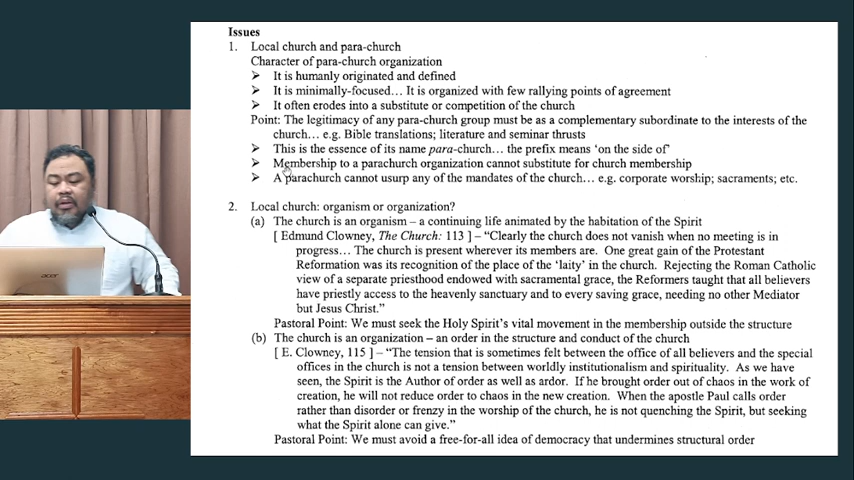 Issues
1. Local church and para-church
Character of para-church organization
➤ It is humanly originated and defined
➤ It is minimally-focused… It is organized with few rallying points of agreement
➤ It often erodes into a substitute or competition of the church
Point: The legitimacy of any para-church group must be as a complementary subordinate to the interests of the
church… e.g. Bible translations; literature and seminar thrusts
➤ This is the essence of its name para-church… the prefix means ‘on the side of’
➤ Membership to a parachurch organization cannot substitute for church membership
➤ A parachurch cannot usurp any of the mandates of the church… e.g. corporate worship; sacraments; etc.
2. Local church: organism or organization?
(a) The church is an organism – a continuing life animated by the habitation of the Spirit
[ Edmund Clowney, The Church: 113 ] – “Clearly the church does not vanish when no meeting is in
progress… The church is present wherever its members are. One great gain of the Protestant
Reformation was its recognition of the place of the ‘laity’ in the church. Rejecting the Roman Catholic
view of a separate priesthood endowed with sacramental grace, the Reformers taught that all believers
have priestly access to the heavenly sanctuary and to every saving grace, needing no other Mediator
but Jesus Christ.”
Pastoral Point: We must seek the Holy Spirit’s vital movement in the membership outside the structure
(b) The church is an organization – an order in the structure and conduct of the church
[ E. Clowney, 115 ] – “The tension that is sometimes felt between the office of all believers and the special
offices in the church is not a tension between worldly institutionalism and spirituality. As we have
seen, the Spirit is the Author of order as well as ardor. If he brought order out of chaos in the work of
creation, he will not reduce order to chaos in the new creation. When the apostle Paul calls order
rather than disorder or frenzy in the worship of the church, he is not quenching the Spirit, but seeking
what the Spirit alone can give.”
Pastoral Point: We must avoid a free-for-all idea of democracy that undermines structural order
acer